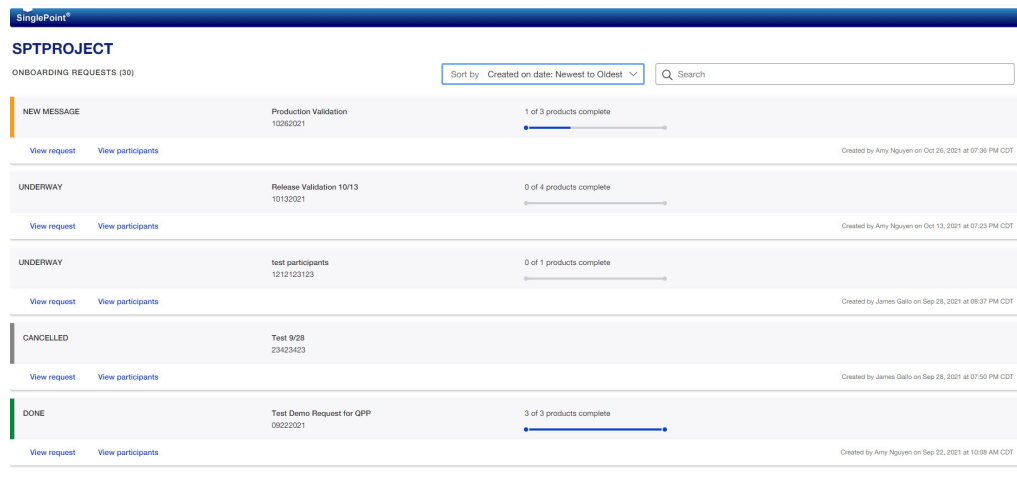 SinglePoint®
SPTPROJECT
ONBOARDING REQUESTS (30)
Sort by Created on date: Newest to Oldest
Search
NEW MESSAGE
Production Validation
10262021
1 of 3 products complete
View request View participants
Created by Amy Nguyen on Oct 26, 2021 at 07:36 PM CDT
UNDERWAY
Release Validation 10/13
10132021
0 of 4 products complete
View request View participants
Created by Amy Nguyen on Oct 13, 2021 at 07:23 PM CDT
UNDERWAY
test participants
1212123123
0 of 1 products complete
View request View participants
Created by James Gallo on Sep 28, 2021 at 08:37 PM CDT
CANCELLED
Test 9/28
23423423
View request View participants
Created by James Gallo on Sep 28, 2021 at 07:50 PM CDT
DONE
Test Demo Request for QPP
09222021
3 of 3 products complete
View request View participants
Created by Amy Nguyen on Sep 22, 2021 at 10:08 AM CDT